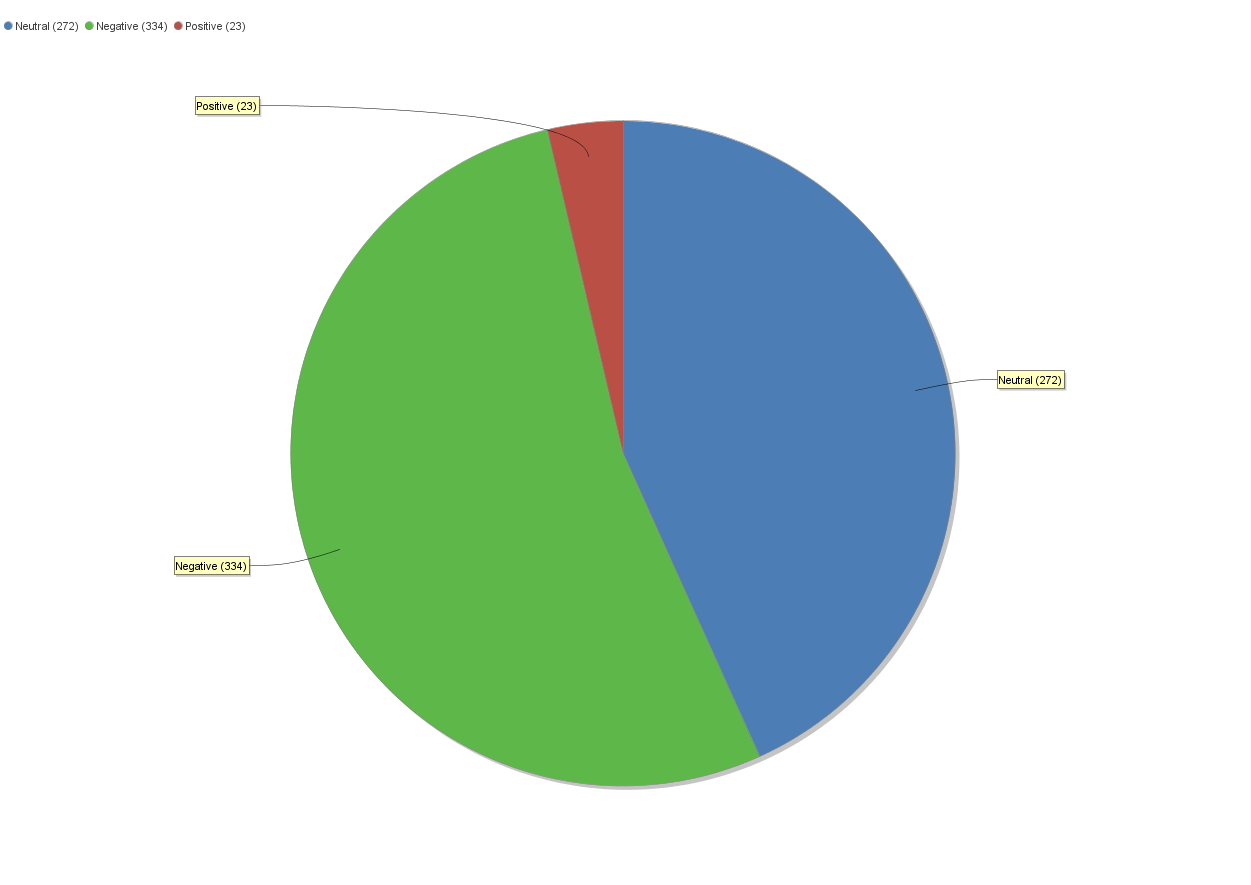 Neutral (272) Negative (334) Positive (23)
Positive (23)
Neutral (272)
Negative (334)